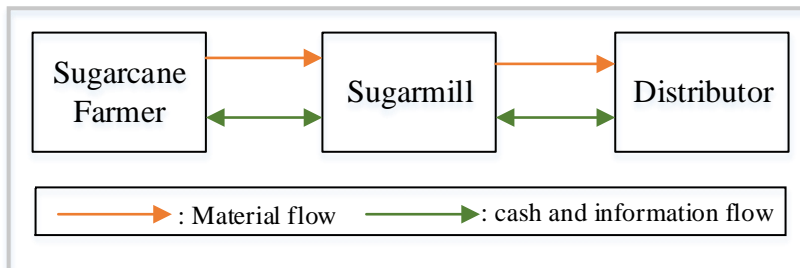 Sugarcane
Farmer
Sugarmill
Distributor
: Material flow
: cash and information flow